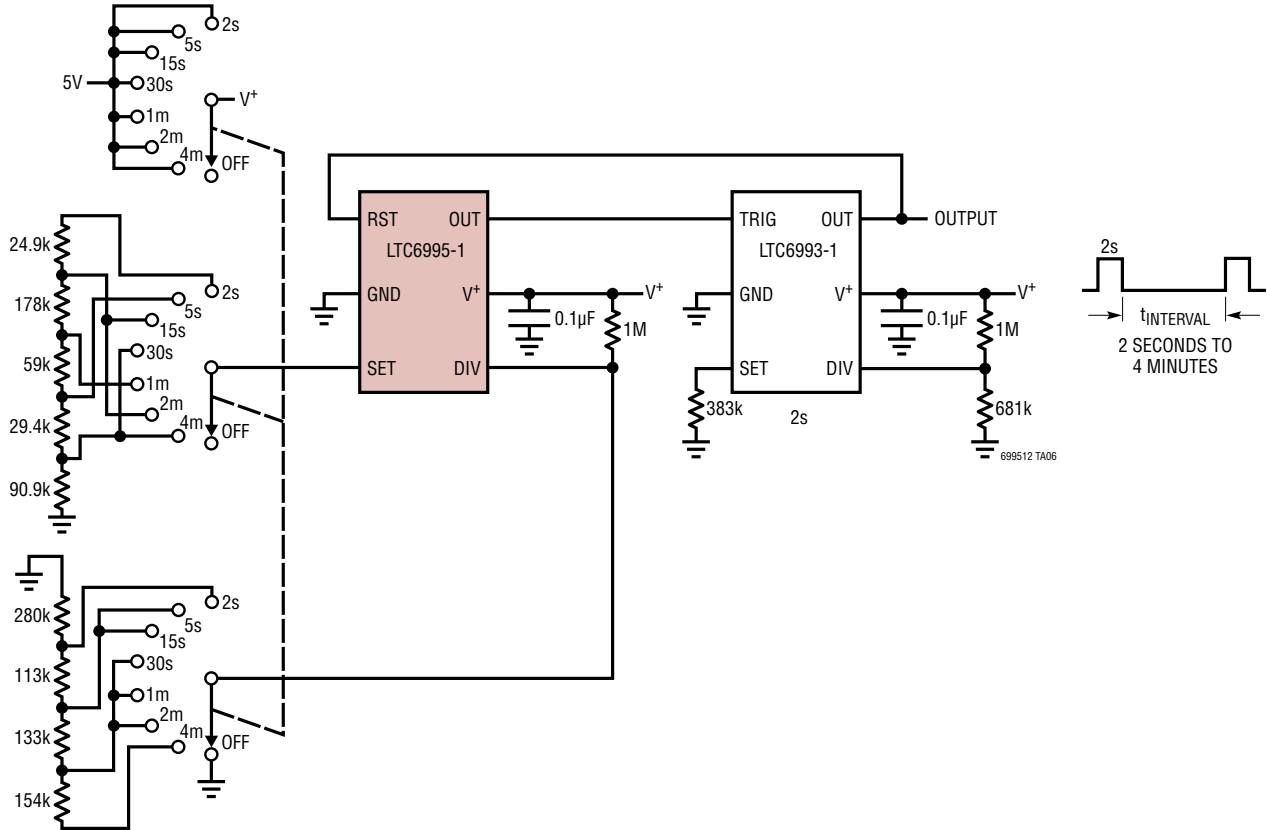 2s
5s
15s
5V
30s
V+
1m
2m
4m
OFF
24.9k
178k
59k
29.4k
90.9k
2s
5s
15s
30s
1m
2m
4m
OFF
280k
113k
133k
154k
2s
5s
15s
30s
1m
2m
4m
OFF
RST
OUT
LTC6995-1
GND
V+
SET
DIV
V+
0.1µF
1M
TRIG
OUT
LTC6993-1
GND
V+
SET
DIV
OUTPUT
V+
0.1µF
1M
383k
2s
681k
699512 TA06
2s
tINTERVAL
2 SECONDS TO
4 MINUTES